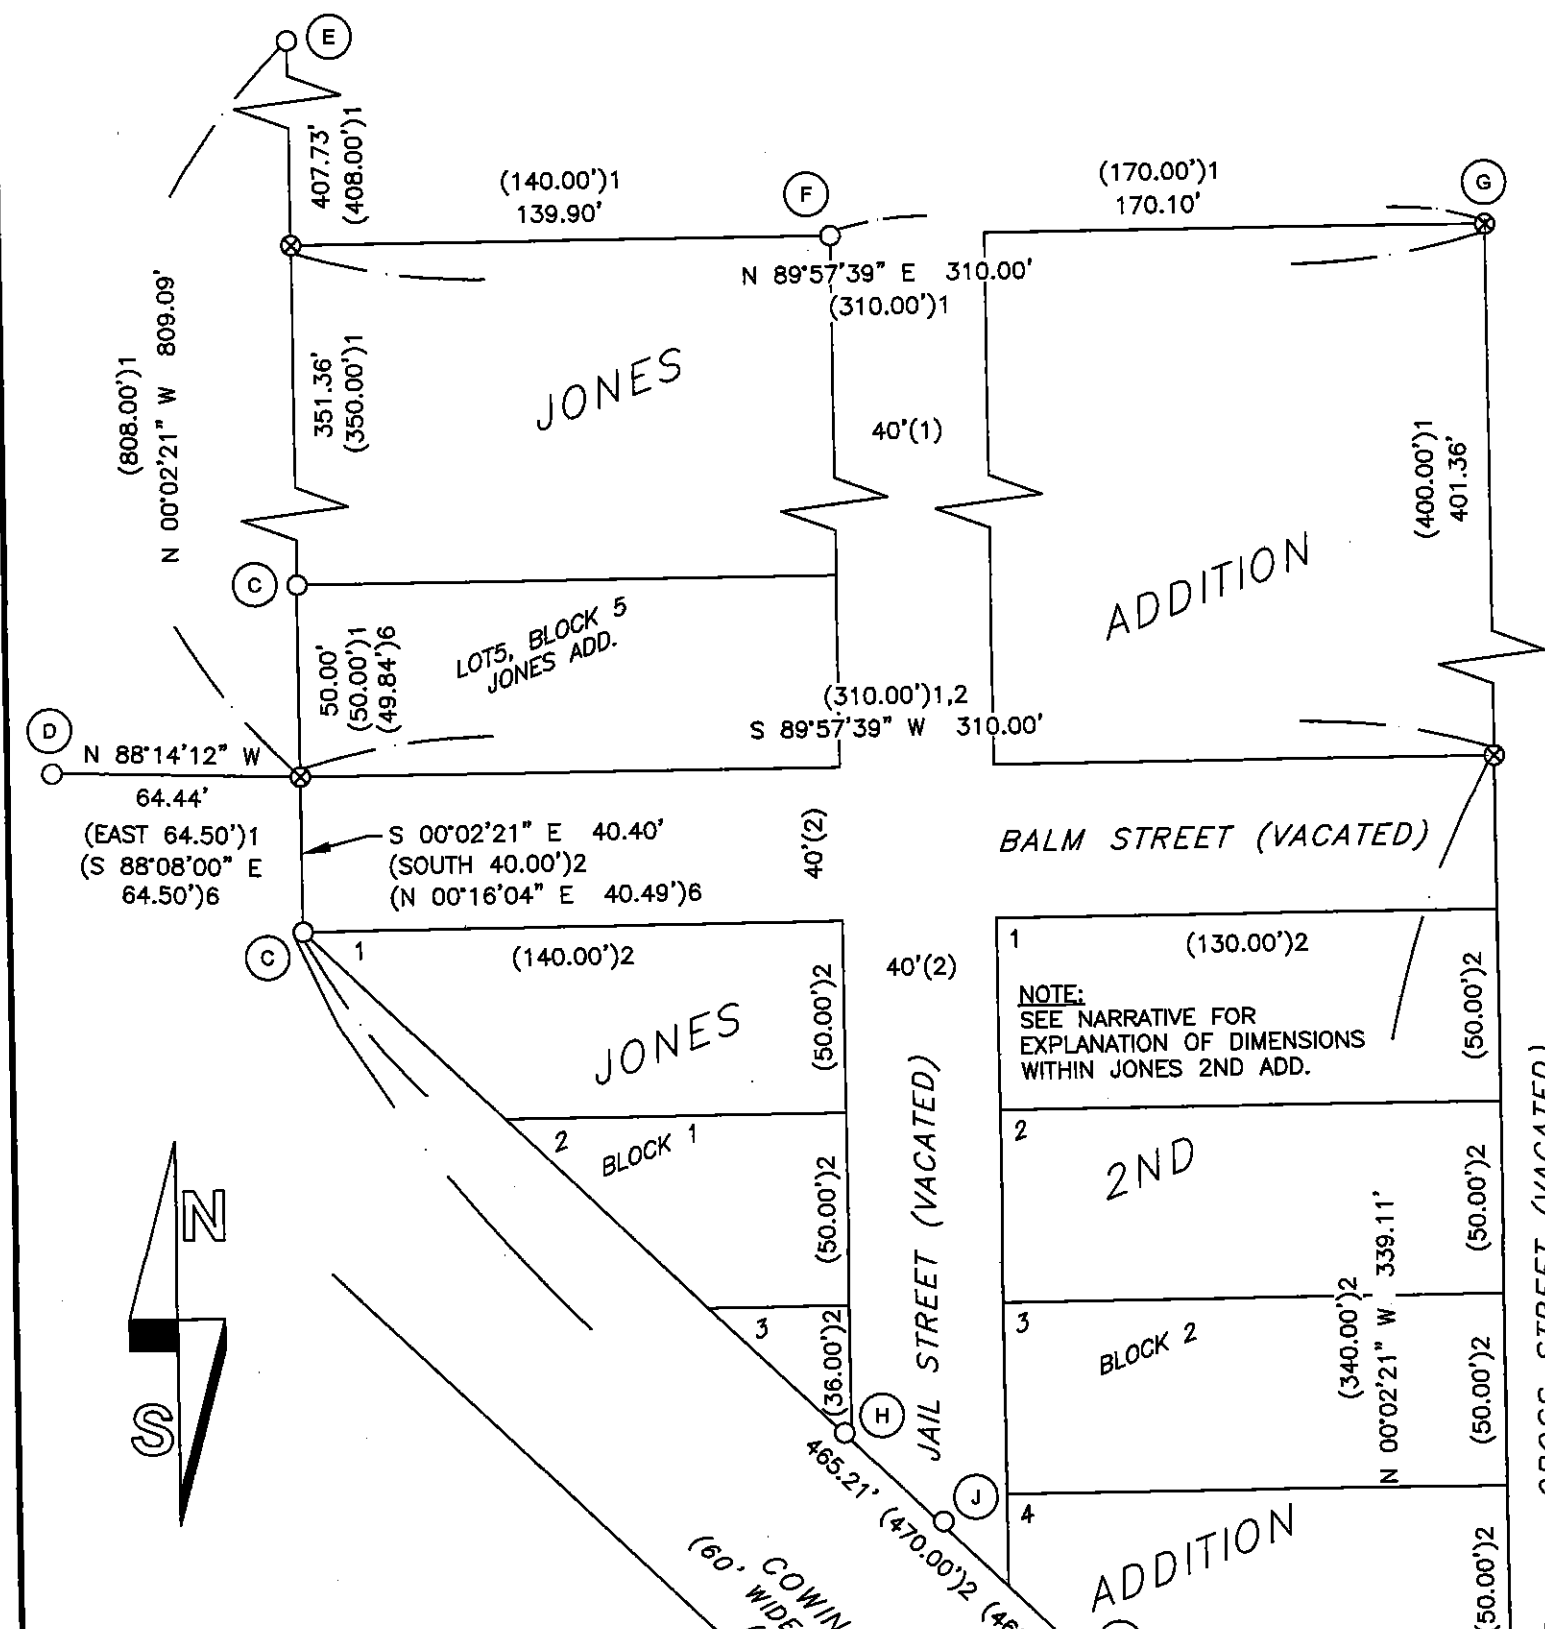 E
407.73'
(408.00')1
(140.00')1
139.90'
F
(170.00')1
170.10'
G
N 89°57'39" E 310.00'
(310.00')1
(808.00')1
N 00°02'21" W 809.09'
351.36'
(350.00')1
JONES
40'(1)
(400.00')1
401.36'
ADDITION
C
LOT5, BLOCK 5
JONES ADD.
50.00'
(50.00')1
(49.84')6
(310.00')1,2
S 89°57'39" W 310.00'
D
N 88°14'12" W
64.44'
(EAST 64.50')1
(S 88°08'00" E
64.50')6
S 00°02'21" E 40.40'
(SOUTH 40.00')2
(N 00°16'04" E 40.49')6
40'(2)
BALM STREET (VACATED)
C
1
(140.00')2
(50.00')2
40'(2)
1
(130.00')2
(50.00')2
NOTE:
SEE NARRATIVE FOR
EXPLANATION OF DIMENSIONS
WITHIN JONES 2ND ADD.
JONES
2
BLOCK 1
(50.00')2
JAIL STREET (VACATED)
2
2ND
(50.00')2
N
S
3
(36.00')2
3
BLOCK 2
(340.00')2
N 00°02'21" W 339.11'
(50.00')2
H
465.21' (470.00')2 (46
J
4
ADDITION
(50.00')2
COWIN
(60' WIDE
STREET (VACATED)